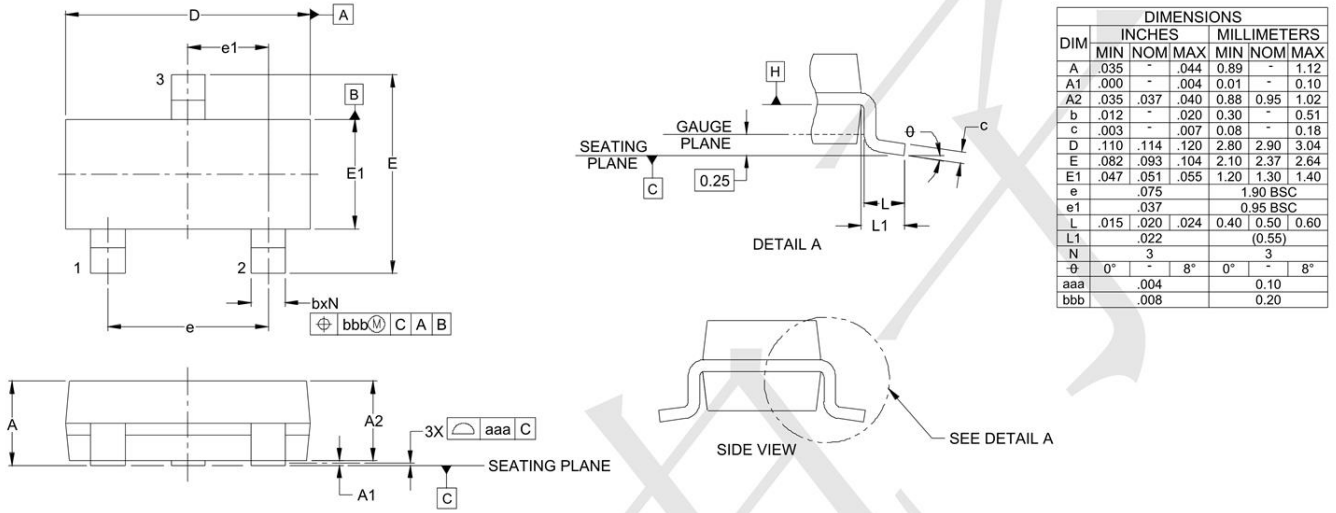 D
A
e1
3
B
E1
E
1
2
bxN
⌖ bbbⓂ C A B
e
A
A2
3X ⌓ aaa C
SEATING PLANE
A1
C
H
GAUGE
PLANE
SEATING
PLANE
C
0.25
θ
c
L
L1
DETAIL A
SIDE VIEW
SEE DETAIL A
DIMENSIONS
DIM INCHES MILLIMETERS
MIN NOM MAX MIN NOM MAX
A .035 - .044 0.89 - 1.12
A1 .000 - .004 0.01 - 0.10
A2 .035 .037 .040 0.88 0.95 1.02
b .012 - .020 0.30 - 0.51
c .003 - .007 0.08 - 0.18
D .110 .114 .120 2.80 2.90 3.04
E .082 .093 .104 2.10 2.37 2.64
E1 .047 .051 .055 1.20 1.30 1.40
e .075 1.90 BSC
e1 .037 0.95 BSC
L .015 .020 .024 0.40 0.50 0.60
L1 .022 (0.55)
N 3 3
θ 0° - 8° 0° - 8°
aaa .004 0.10
bbb .008 0.20